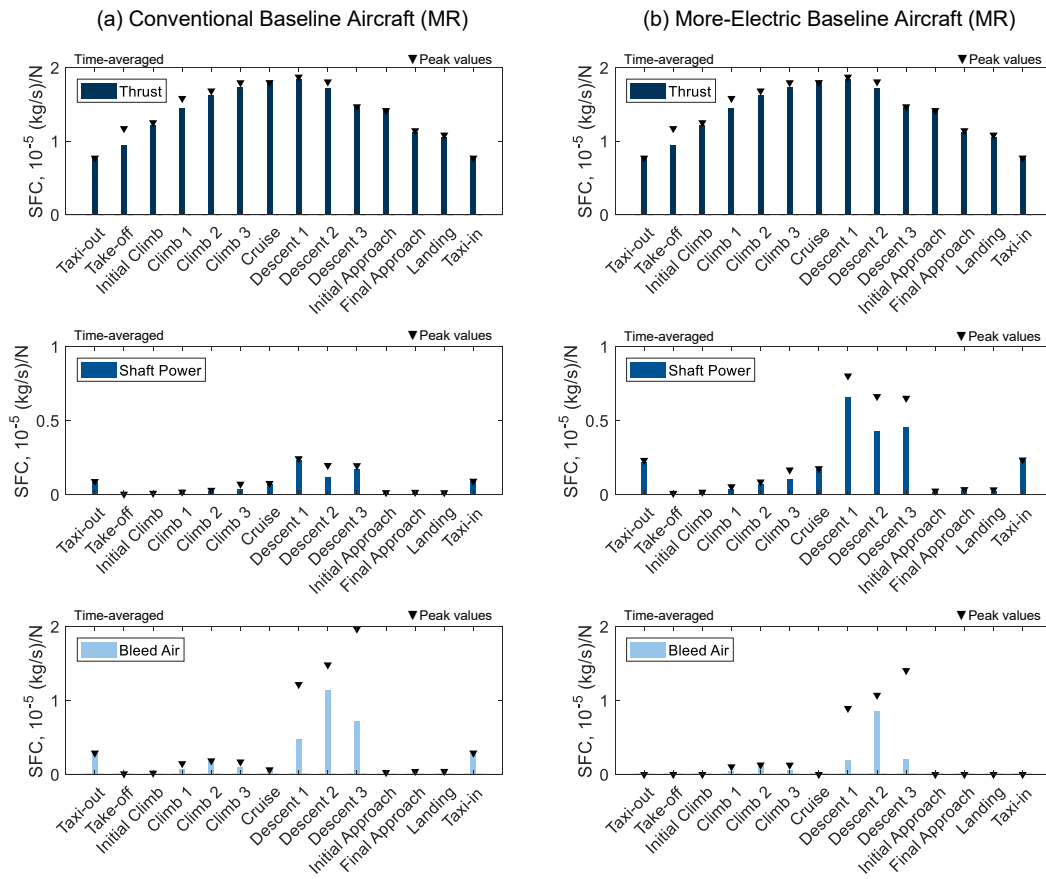 (a) Conventional Baseline Aircraft (MR)
Time-averaged
▼Peak values
Thrust
SFC, 10^-5 (kg/s)/N
2
1
0
Taxi-out
Take-off
Initial Climb
Climb 1
Climb 2
Climb 3
Cruise
Descent 1
Descent 2
Descent 3
Initial Approach
Final Approach
Landing
Taxi-in
Time-averaged
▼Peak values
Shaft Power
SFC, 10^-5 (kg/s)/N
1
0.5
0
Taxi-out
Take-off
Initial Climb
Climb 1
Climb 2
Climb 3
Cruise
Descent 1
Descent 2
Descent 3
Initial Approach
Final Approach
Landing
Taxi-in
Time-averaged
▼Peak values
Bleed Air
SFC, 10^-5 (kg/s)/N
2
1
0
Taxi-out
Take-off
Initial Climb
Climb 1
Climb 2
Climb 3
Cruise
Descent 1
Descent 2
Descent 3
Initial Approach
Final Approach
Landing
Taxi-in
(b) More-Electric Baseline Aircraft (MR)
Time-averaged
▼Peak values
Thrust
SFC, 10^-5 (kg/s)/N
2
1
0
Taxi-out
Take-off
Initial Climb
Climb 1
Climb 2
Climb 3
Cruise
Descent 1
Descent 2
Descent 3
Initial Approach
Final Approach
Landing
Taxi-in
Time-averaged
▼Peak values
Shaft Power
SFC, 10^-5 (kg/s)/N
1
0.5
0
Taxi-out
Take-off
Initial Climb
Climb 1
Climb 2
Climb 3
Cruise
Descent 1
Descent 2
Descent 3
Initial Approach
Final Approach
Landing
Taxi-in
Time-averaged
▼Peak values
Bleed Air
SFC, 10^-5 (kg/s)/N
2
1
0
Taxi-out
Take-off
Initial Climb
Climb 1
Climb 2
Climb 3
Cruise
Descent 1
Descent 2
Descent 3
Initial Approach
Final Approach
Landing
Taxi-in